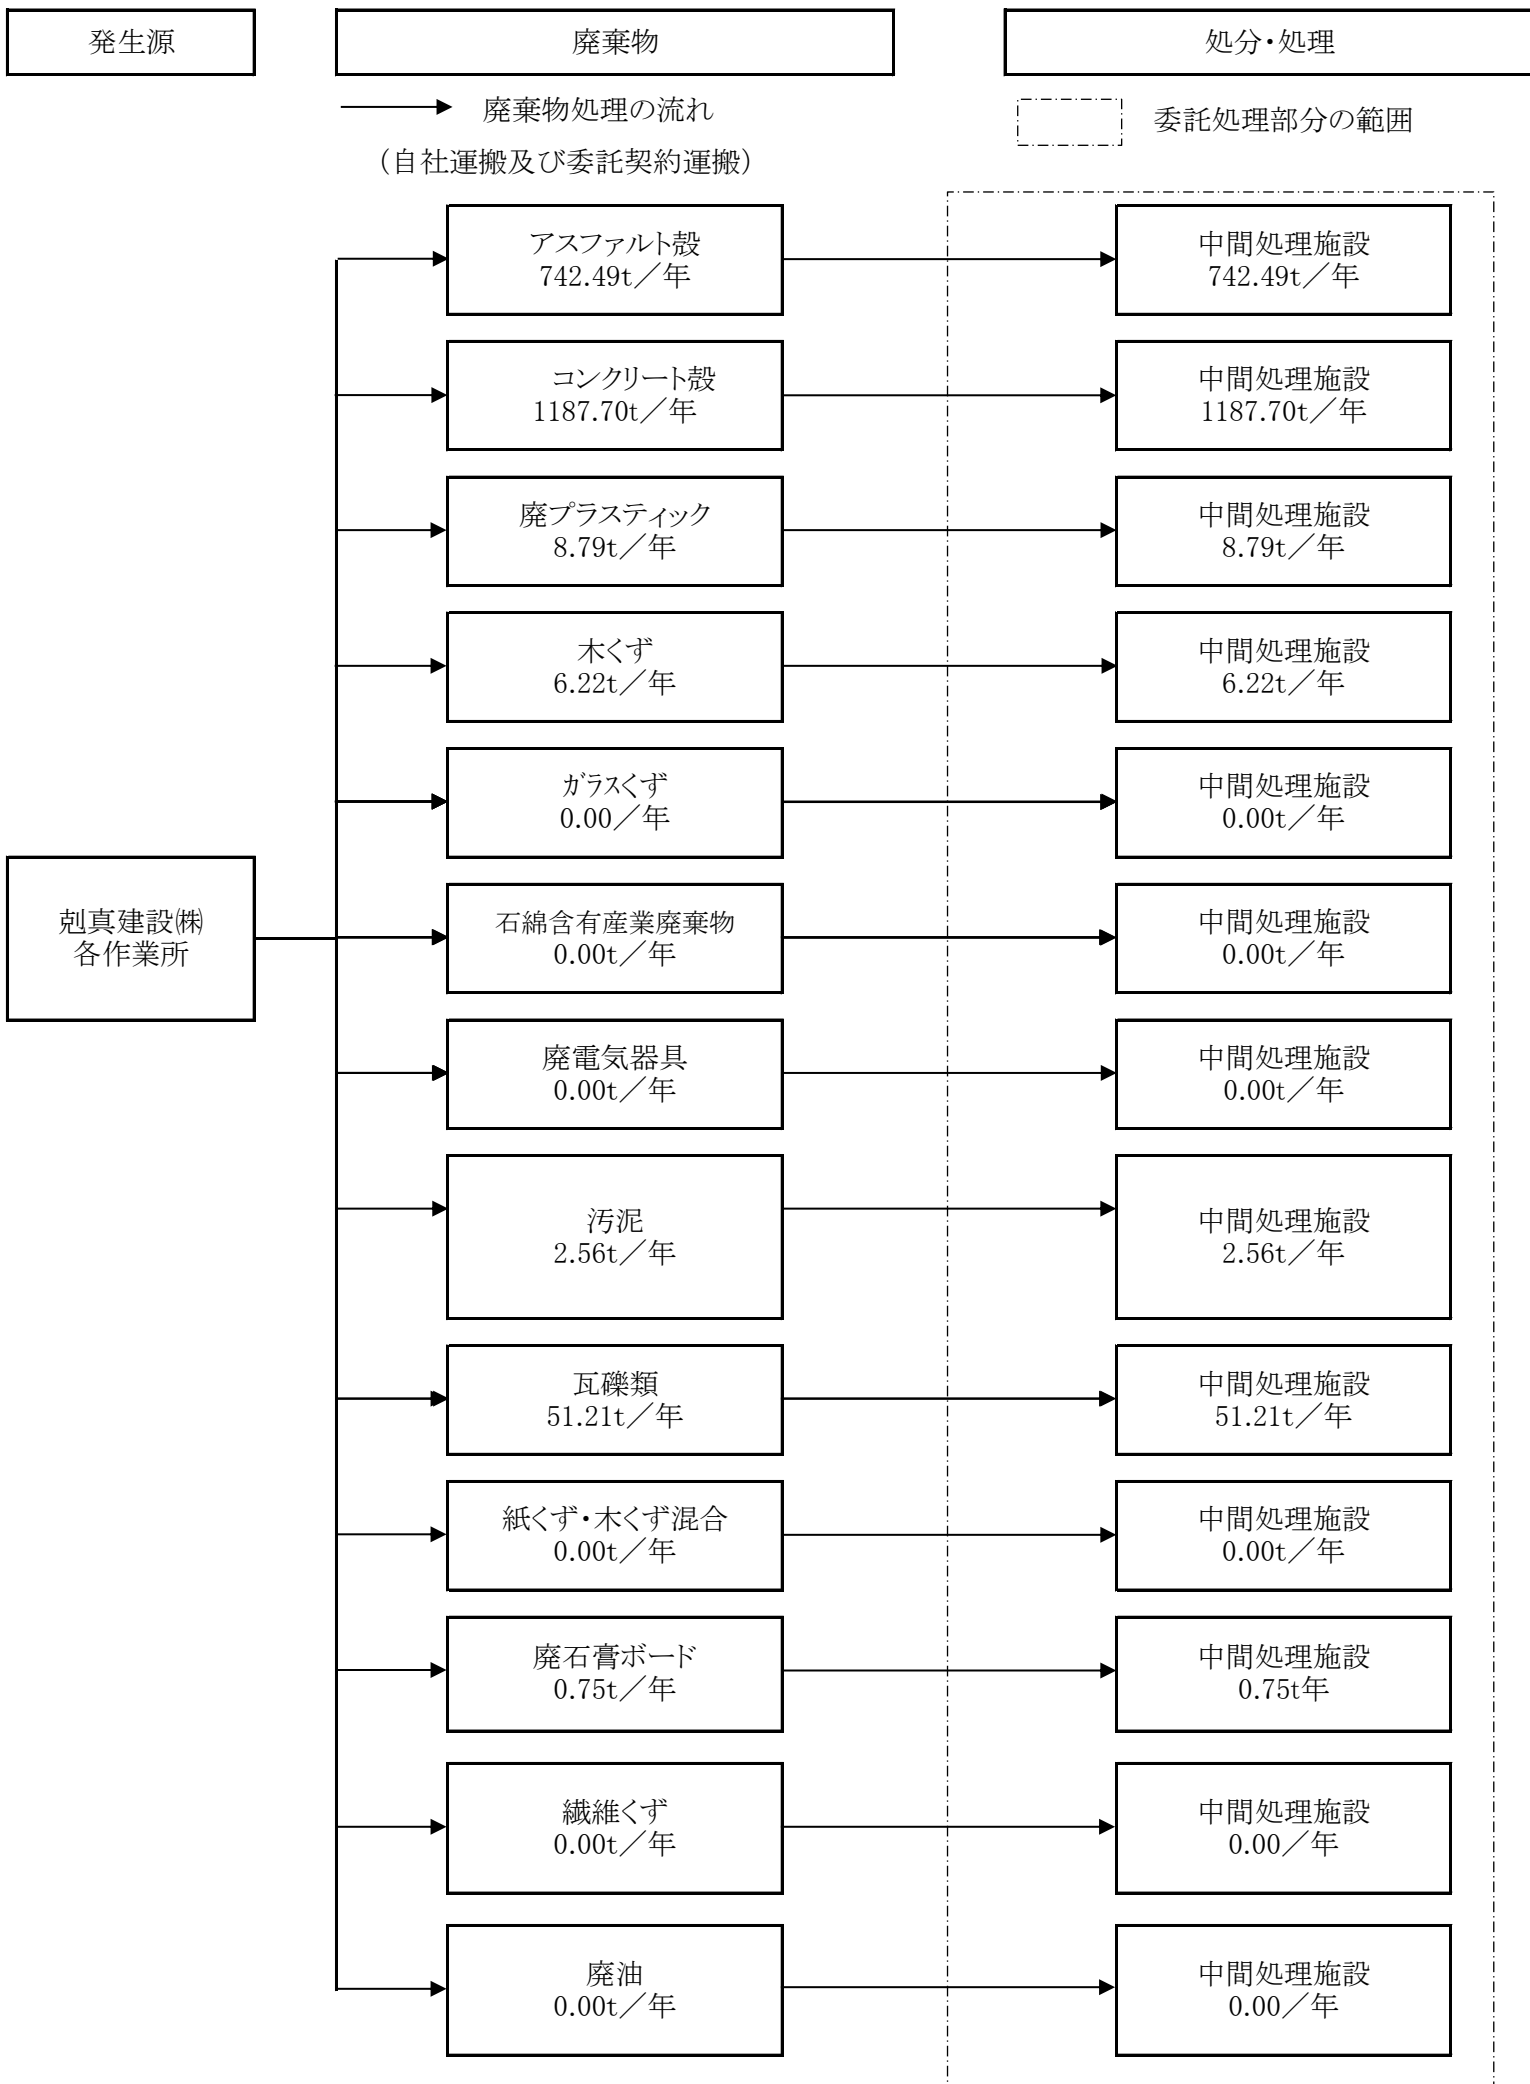 発生源
廃棄物
処分・処理
廃棄物処理の流れ
（自社運搬及び委託契約運搬）
委託処理部分の範囲
アスファルト殻
742.49t／年
中間処理施設
742.49t／年
コンクリート殻
1187.70t／年
中間処理施設
1187.70t／年
廃プラスティック
8.79t／年
中間処理施設
8.79t／年
木くず
6.22t／年
中間処理施設
6.22t／年
ｶﾞﾗｽくず
0.00／年
中間処理施設
0.00t／年
剋真建設㈱
各作業所
石綿含有産業廃棄物
0.00t／年
中間処理施設
0.00t／年
廃電気器具
0.00t／年
中間処理施設
0.00t／年
汚泥
2.56t／年
中間処理施設
2.56t／年
瓦礫類
51.21t／年
中間処理施設
51.21t／年
紙くず・木くず混合
0.00t／年
中間処理施設
0.00t／年
廃石膏ボード
0.75t／年
中間処理施設
0.75t年
繊維くず
0.00t／年
中間処理施設
0.00／年
廃油
0.00t／年
中間処理施設
0.00／年